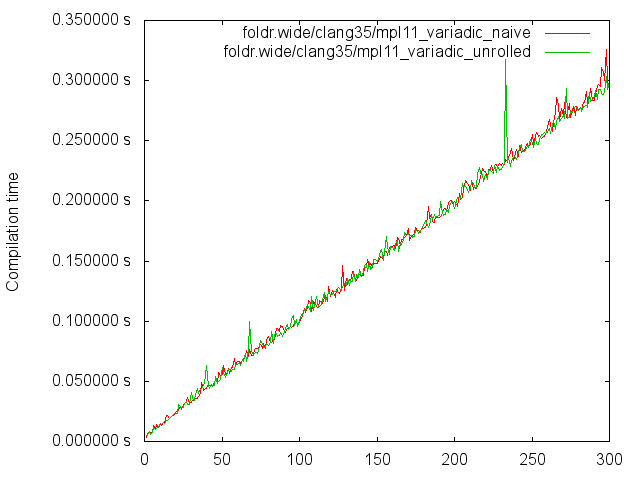 foldr.wide/clang35/mpl11_variadic_naive
foldr.wide/clang35/mpl11_variadic_unrolled
0.350000 s
0.300000 s
0.250000 s
0.200000 s
0.150000 s
0.100000 s
0.050000 s
0.000000 s
Compilation time
0 50 100 150 200 250 300